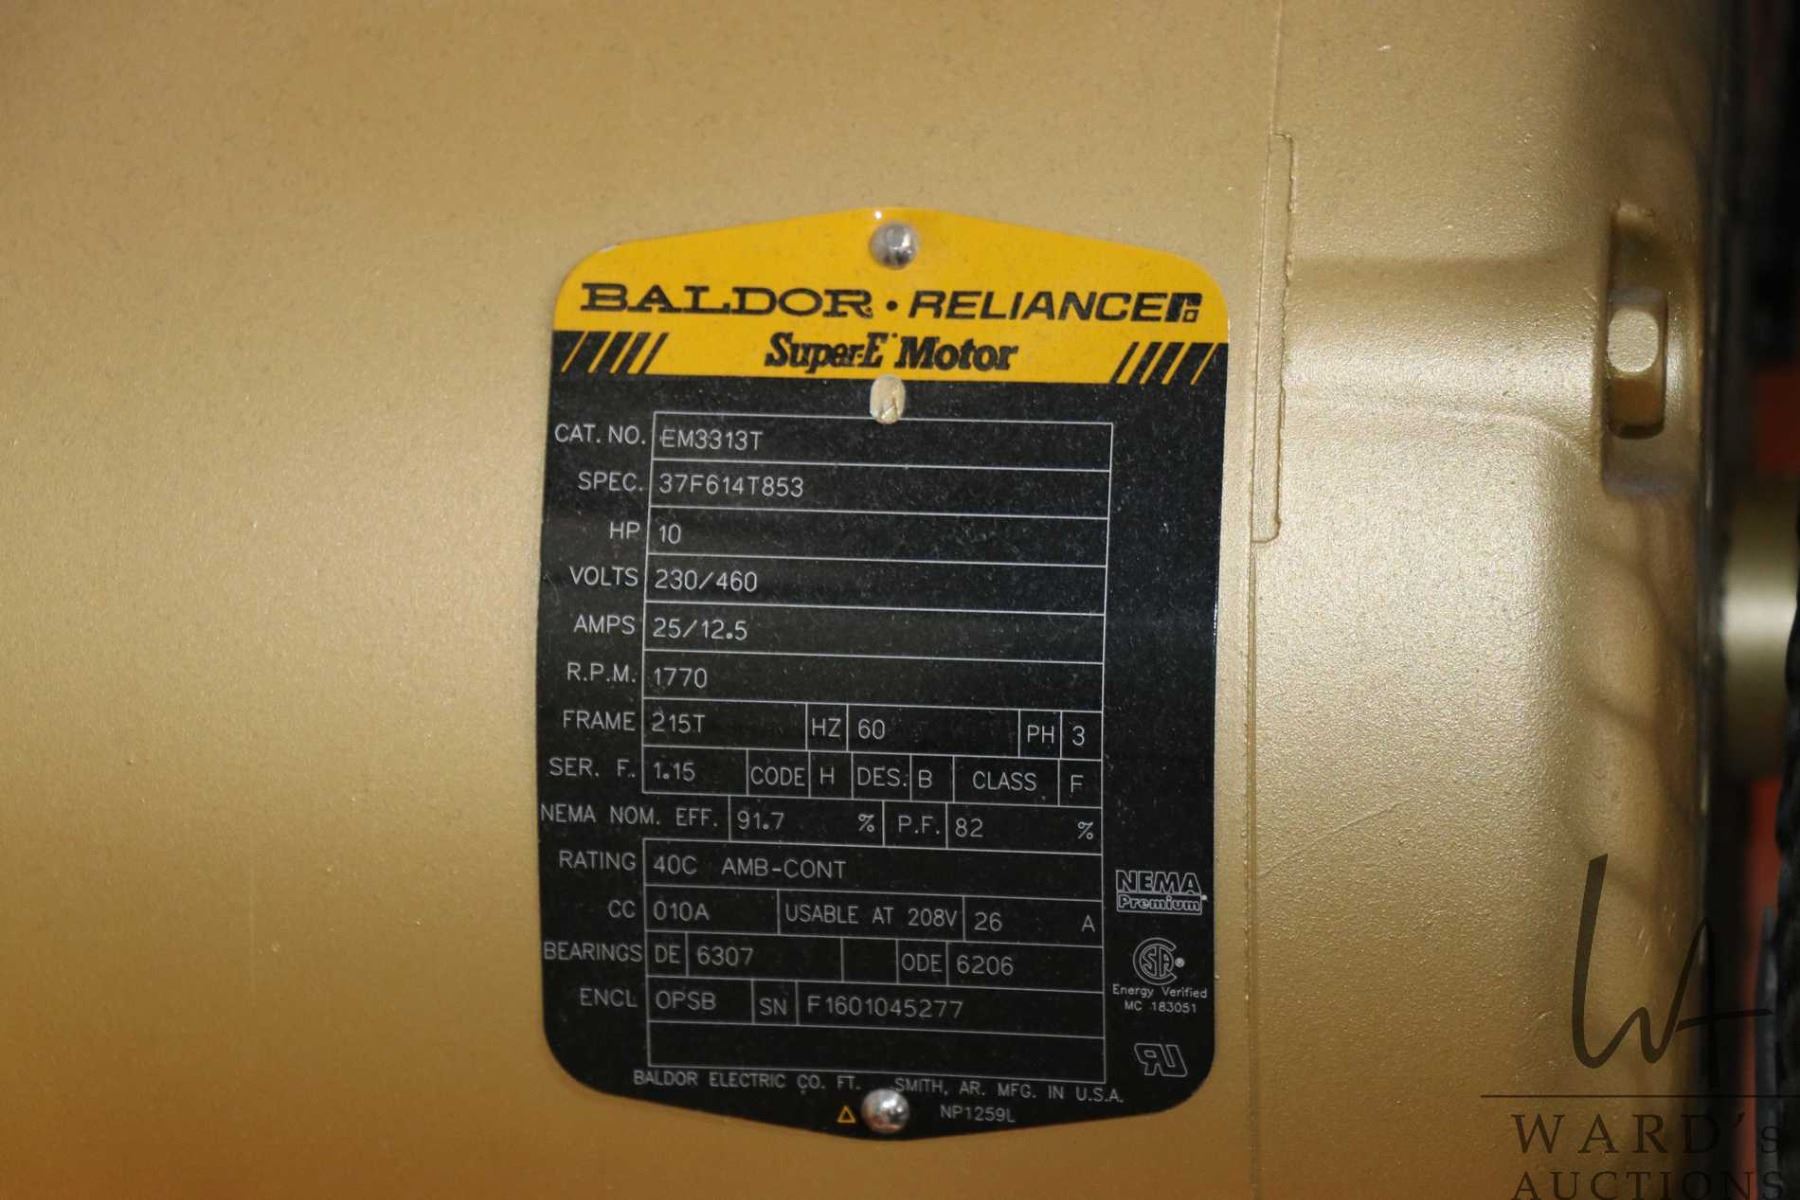 BALDOR • RELIANCE
Super-E Motor
CAT. NO. EM3313T
SPEC. 37F614T853
HP 10
VOLTS 230/460
AMPS 25/12.5
R.P.M. 1770
FRAME 215T HZ 60 PH 3
SER. F. 1.15 CODE H DES. B CLASS F
NEMA NOM. EFF. 91.7 % P.F. 82 %
RATING 40C AMB-CONT
CC 010A USABLE AT 208V 26 A
BEARINGS DE 6307 ODE 6206
ENCL OPSB SN F1601045277
NEMA
Premium
SA®
Energy Verified
MC 183051
BALDOR ELECTRIC CO. FT. SMITH, AR. MFG. IN U.S.A.
NP1259L
WA
WARD's
AUCTIONS